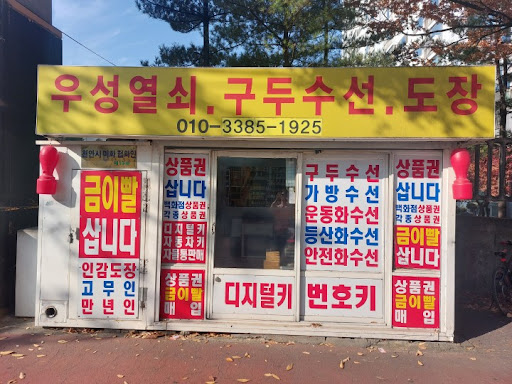 우성열쇠.구두수선.도장
010-3385-1925
금이빨
삽니다
인감도장
고무인
만년인
상품권
삽니다
백화점상품권
각종상품권
디지털키
자동차키
상품권
금이빨
매입
구두수선
가방수선
운동화수선
등산화수선
안전화수선
디지털키
번호키
상품권
삽니다
백화점상품권
각종상품권
금이빨
삽니다
상품권
금이빨
매입